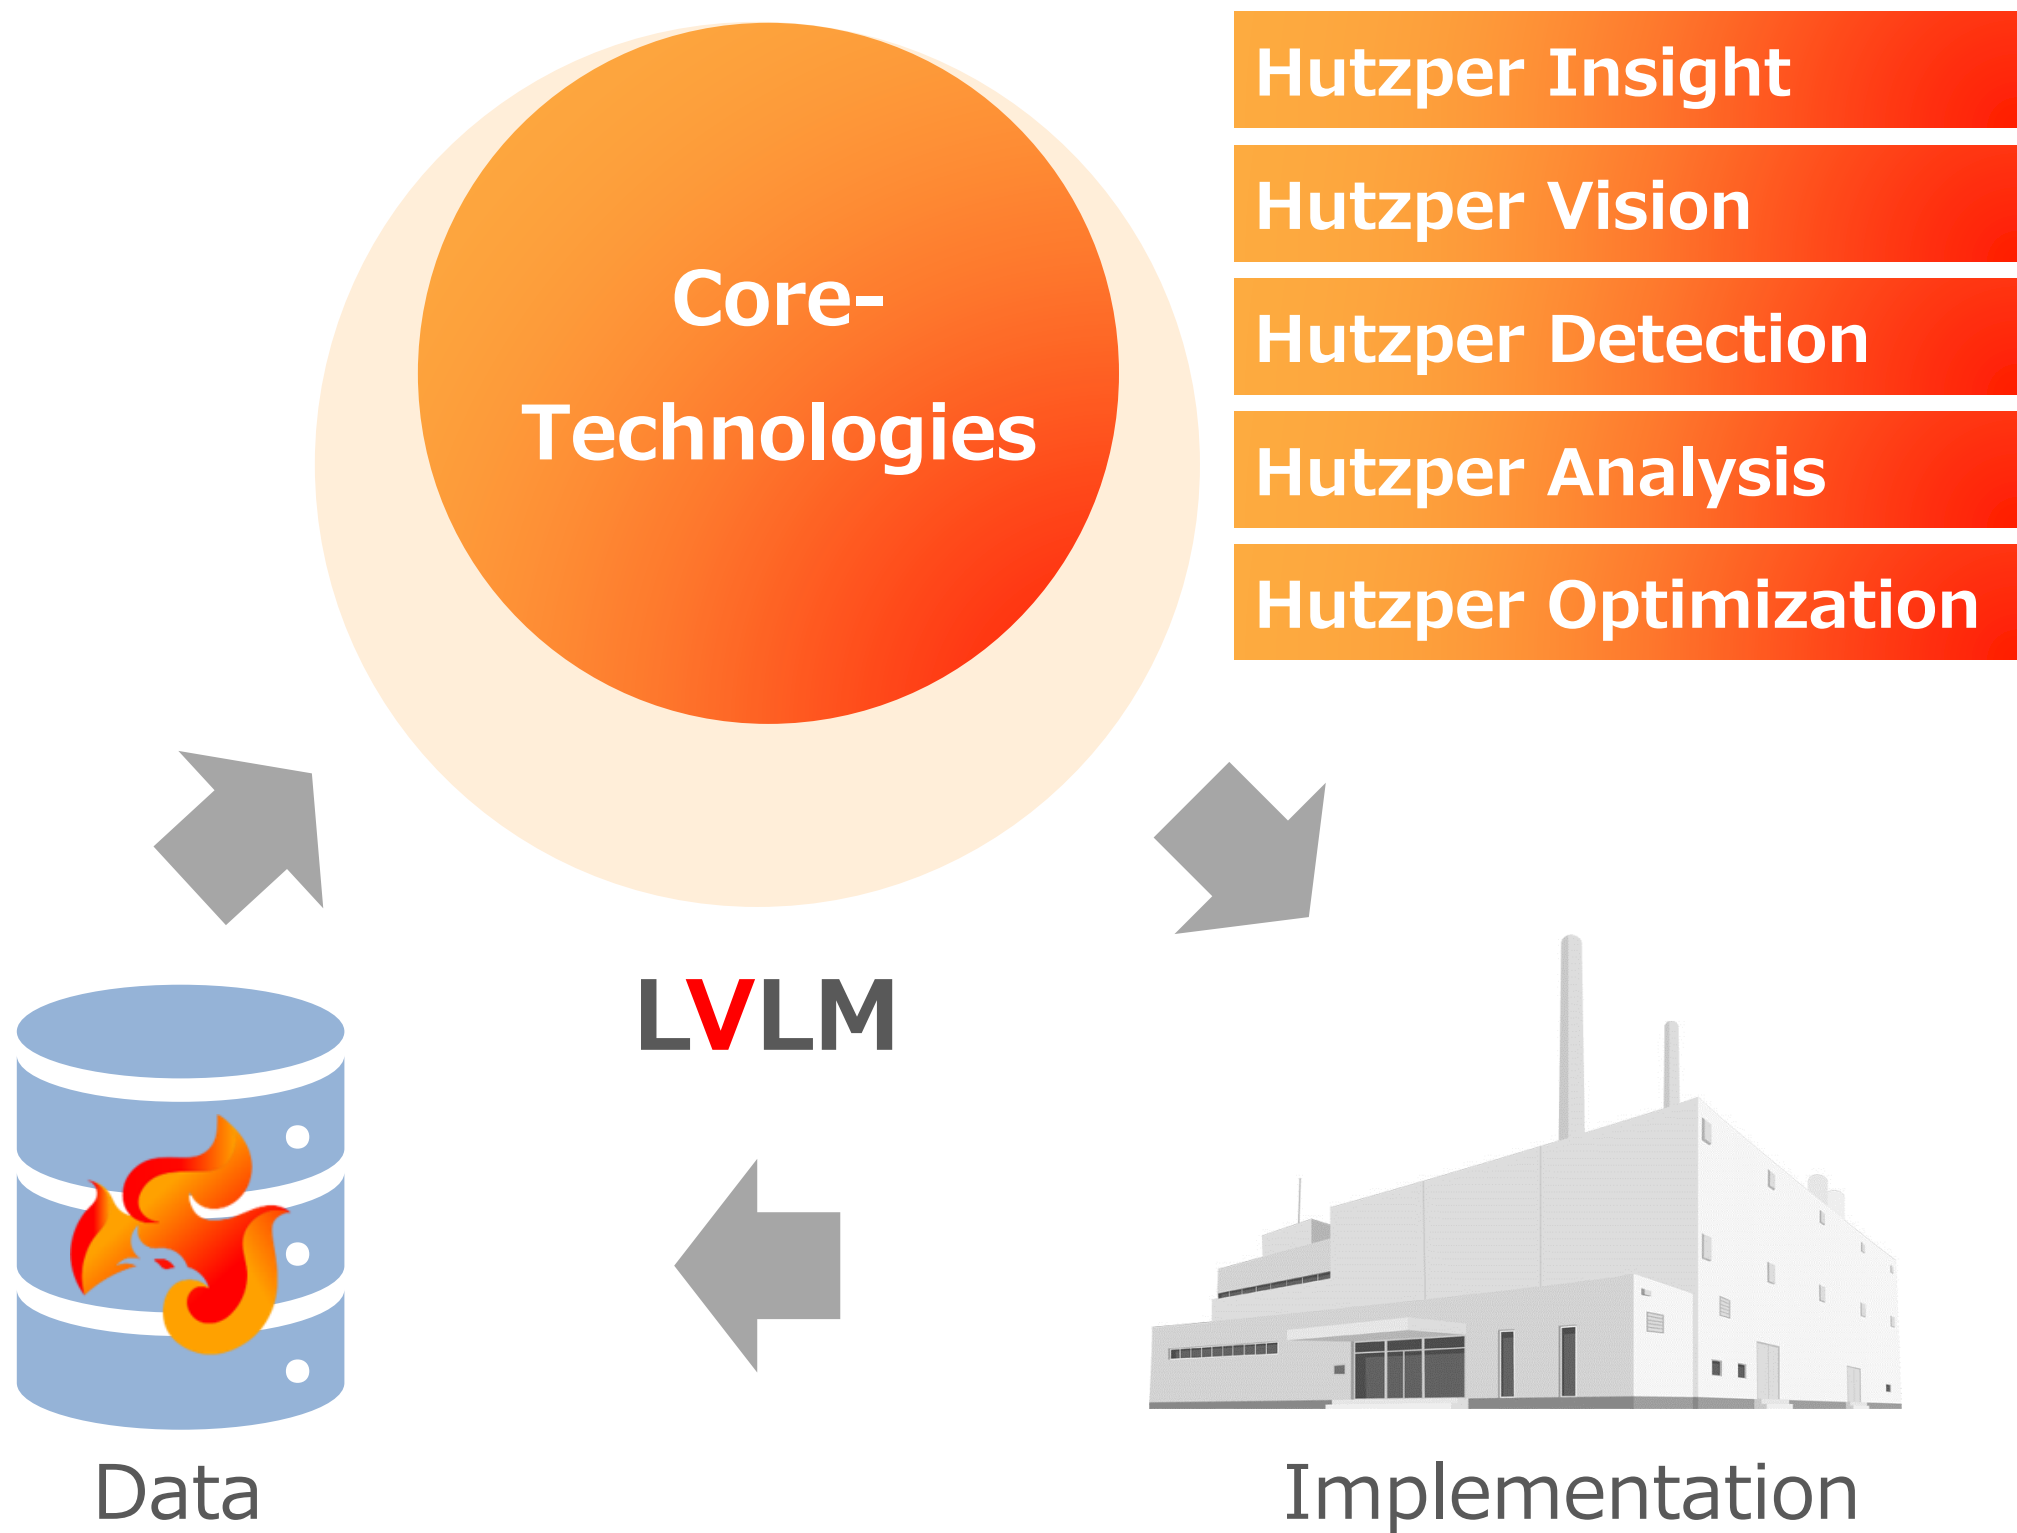 Core-
Technologies
Hutzper Insight
Hutzper Vision
Hutzper Detection
Hutzper Analysis
Hutzper Optimization
LVLM
Data
Implementation